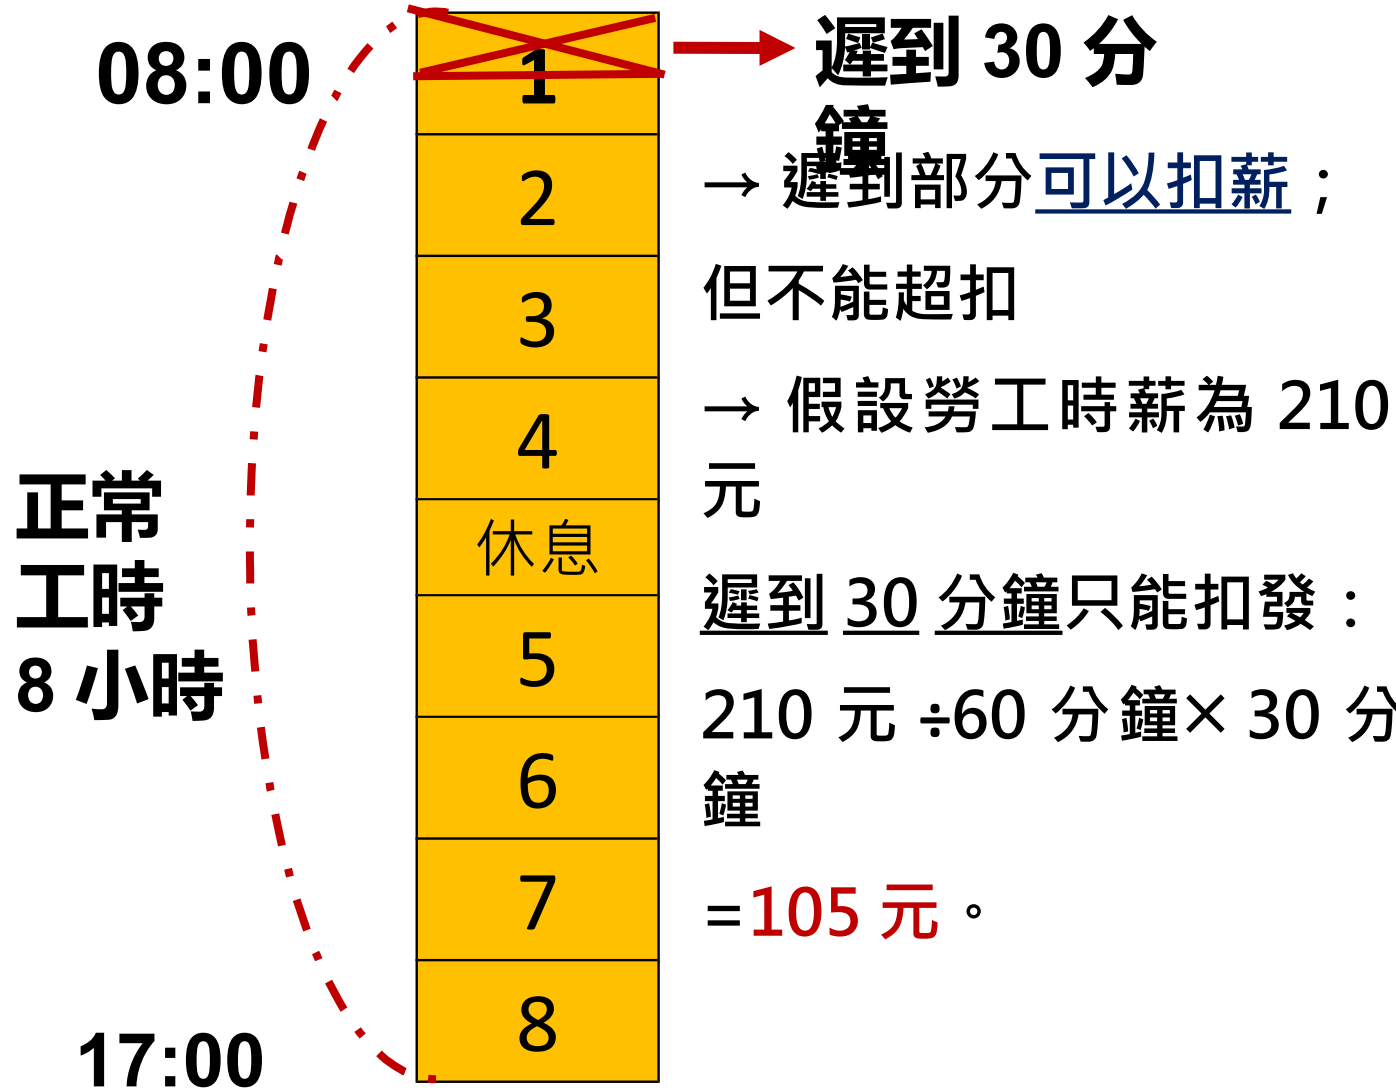 08:00
正常
工時
8 小時
17:00
1
2
3
4
休息
5
6
7
8
遲到 30 分
鐘
→ 遲到部分可以扣薪；
但不能超扣
→ 假設勞工時薪為 210
元
遲到 30 分鐘只能扣發：
210 元 ÷60 分鐘× 30 分
鐘
=105 元。